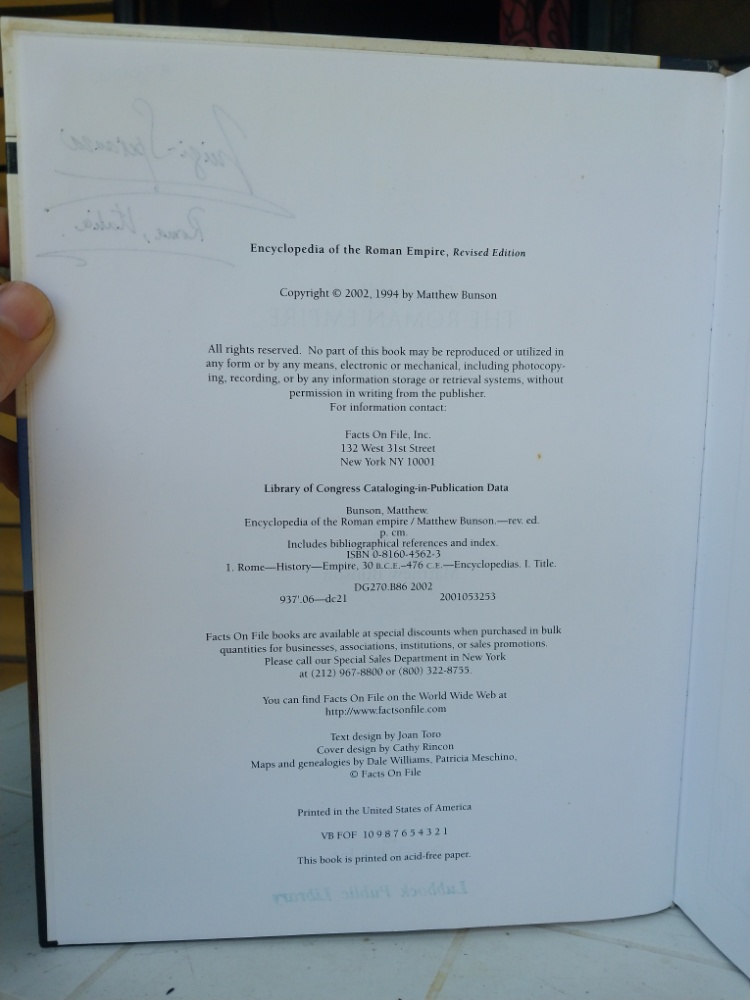 Encyclopedia of the Roman Empire, Revised Edition
Copyright © 2002, 1994 by Matthew Bunson
THE ROMAN EMPIRE
All rights reserved. No part of this book may be reproduced or utilized in
any form or by any means, electronic or mechanical, including photocopy-
ing, recording, or by any information storage or retrieval systems, without
permission in writing from the publisher.
For information contact:
Facts On File, Inc.
132 West 31st Street
New York NY 10001
Library of Congress Cataloging-in-Publication Data
Bunson, Matthew.
Encyclopedia of the Roman empire / Matthew Bunson.—rev. ed.
p. cm.
Includes bibliographical references and index.
ISBN 0-8160-4562-3
1. Rome—History—Empire, 30 B.C.E.–476 C.E.—Encyclopedias. I. Title.
DG270.B86 2002
937'.06—dc21 2001053253
Facts On File books are available at special discounts when purchased in bulk
quantities for businesses, associations, institutions, or sales promotions.
Please call our Special Sales Department in New York
at (212) 967-8800 or (800) 322-8755.
You can find Facts On File on the World Wide Web at
http://www.factsonfile.com
Text design by Joan Toro
Cover design by Cathy Rincon
Maps and genealogies by Dale Williams, Patricia Meschino,
© Facts On File
Printed in the United States of America
VB FOF 10 9 8 7 6 5 4 3 2 1
This book is printed on acid-free paper.
Lubbock Public Library